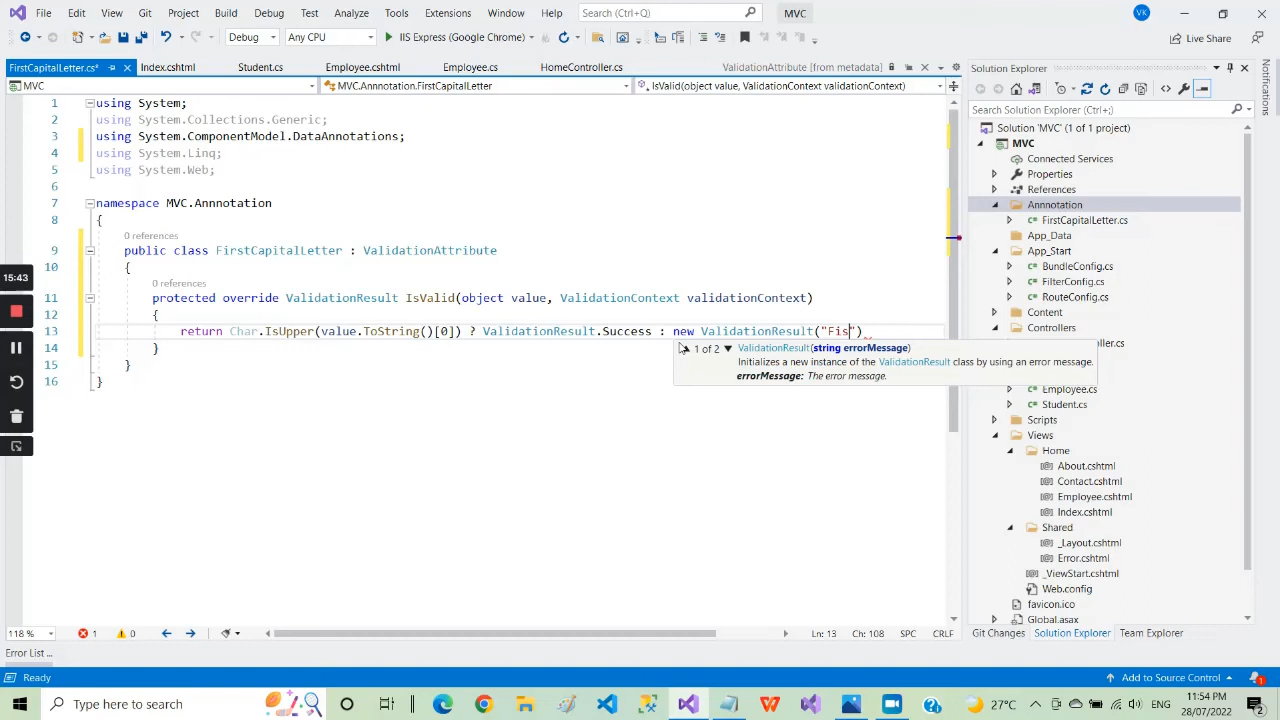 File Edit View Git Project Build Debug Test Analyze Tools Extensions Window Help Search (Ctrl+Q) MVC VK
Debug Any CPU IIS Express (Google Chrome) Live Share
FirstCapitalLetter.cs* Index.cshtml Student.cs Employee.cshtml Employee.cs HomeController.cs ValidationAttribute [from metadata]
MVC MVC.Annnotation.FirstCapitalLetter IsValid(object value, ValidationContext validationContext)
1 using System;
2 using System.Collections.Generic;
3 using System.ComponentModel.DataAnnotations;
4 using System.Linq;
5 using System.Web;
6
7 namespace MVC.Annnotation
8 {
0 references
9 public class FirstCapitalLetter : ValidationAttribute
10 {
0 references
11 protected override ValidationResult IsValid(object value, ValidationContext validationContext)
12 {
13 return Char.IsUpper(value.ToString()[0]) ? ValidationResult.Success : new ValidationResult("Fis")
14 }
15 }
16 }
1 of 2 ValidationResult(string errorMessage)
Initializes a new instance of the ValidationResult class by using an error message.
errorMessage: The error message.
15:43
Solution Explorer
Search Solution Explorer (Ctrl+;)
Solution 'MVC' (1 of 1 project)
MVC
Connected Services
Properties
References
Annnotation
FirstCapitalLetter.cs
App_Data
App_Start
BundleConfig.cs
FilterConfig.cs
RouteConfig.cs
Content
Controllers
er.cs
Employee.cs
Student.cs
Scripts
Views
Home
About.cshtml
Contact.cshtml
Employee.cshtml
Index.cshtml
Shared
_Layout.cshtml
Error.cshtml
_ViewStart.cshtml
Web.config
favicon.ico
Global.asax
Notifications
118 % 1 0 Ln: 13 Ch: 108 SPC CRLF
Git Changes Solution Explorer Team Explorer
Error List ...
Ready Add to Source Control 1
Type here to search 27°C ENG 11:54 AM 28/07/2022 2